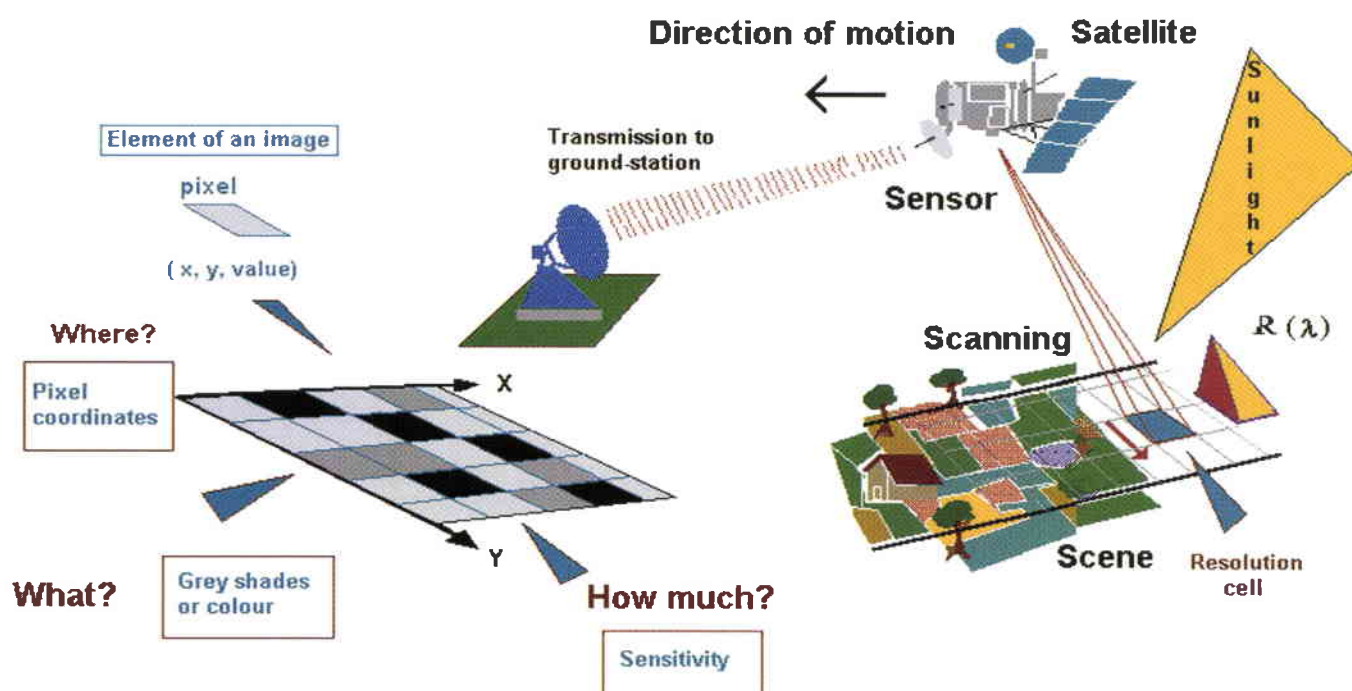 Direction of motion
Satellite
Sunlight
Element of an image
Transmission to
ground-station
pixel
Sensor
( x, y, value)
R (λ)
Where?
Scanning
X
Pixel
coordinates
Y
Scene
What?
Grey shades
or colour
How much?
Resolution
cell
Sensitivity